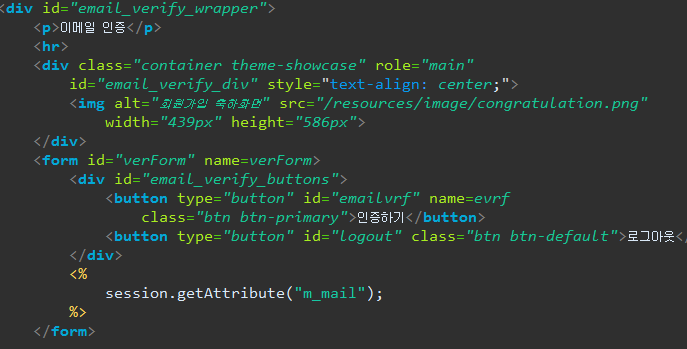 <div id="email_verify_wrapper">
<p>이메일 인증</p>
<hr>
<div class="container theme-showcase" role="main"
id="email_verify_div" style="text-align: center;">
<img alt="회원가입 축하화면" src="/resources/image/congratulation.png"
width="439px" height="586px">
</div>
<form id="verForm" name=verForm>
<div id="email_verify_buttons">
<button type="button" id="emailvrf" name=evrf
class="btn btn-primary">인증하기</button>
<button type="button" id="logout" class="btn btn-default">로그아웃</
</div>
<%
session.getAttribute("m_mail");
%>
</form>